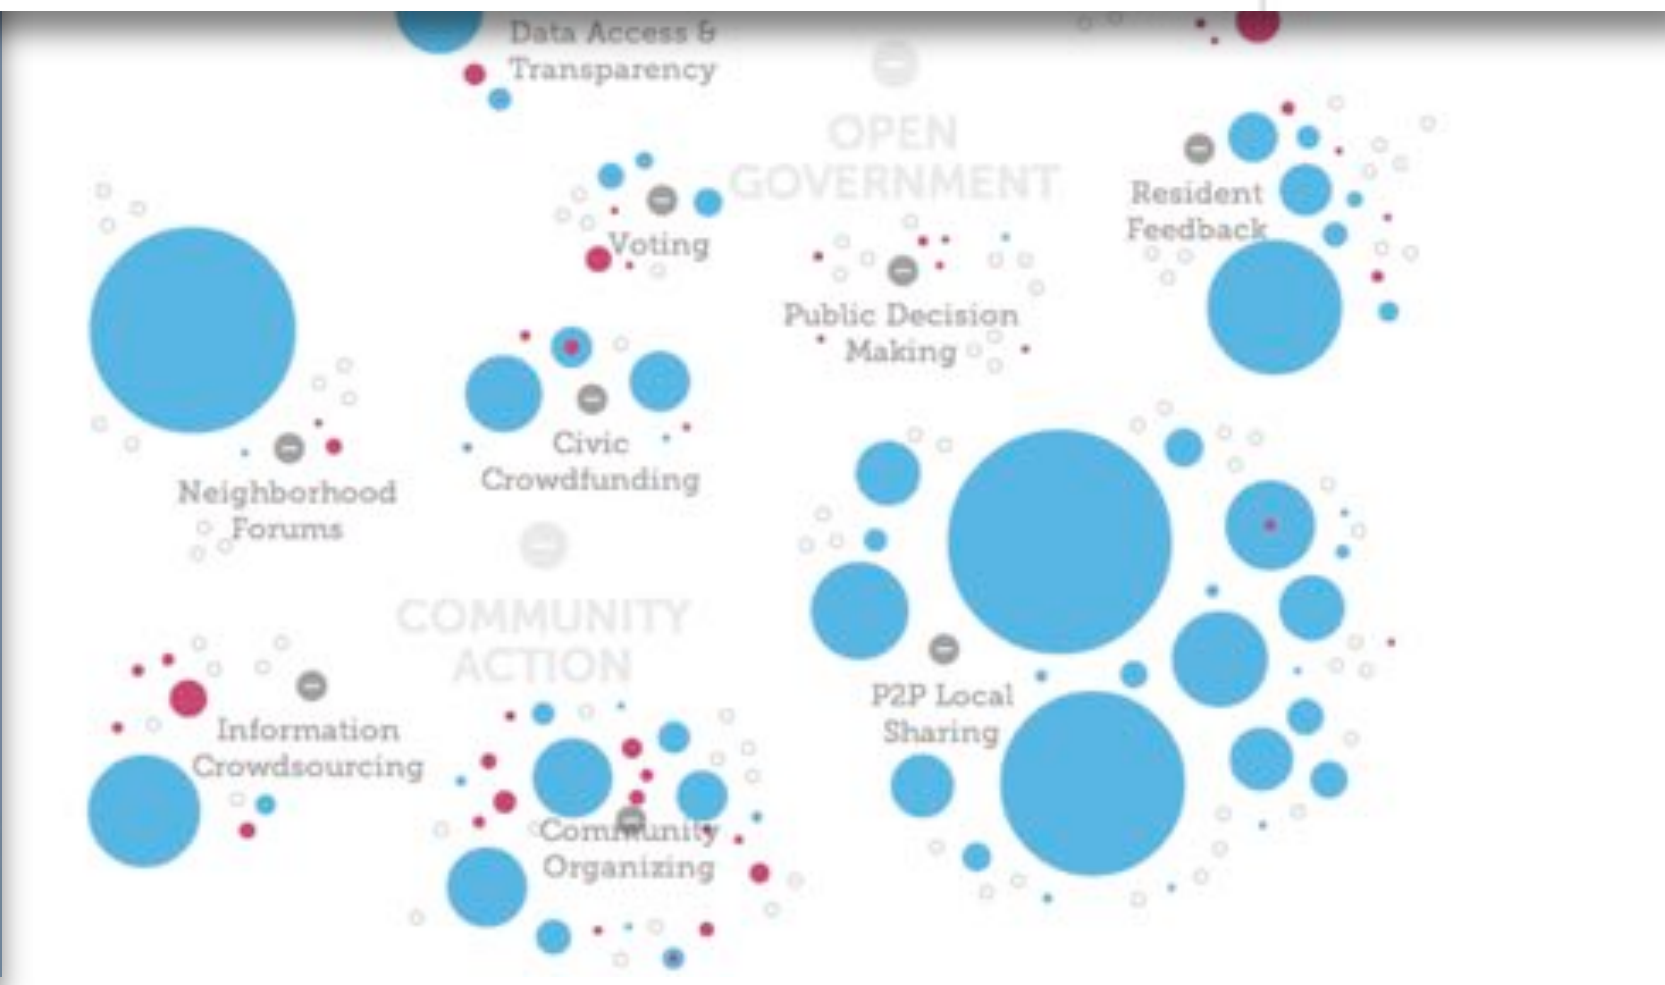 Data Access &
Transparency
OPEN
GOVERNMENT
Voting
Resident
Feedback
Public Decision
Making
Civic
Crowdfunding
Neighborhood
Forums
COMMUNITY
ACTION
P2P Local
Sharing
Information
Crowdsourcing
Community
Organizing